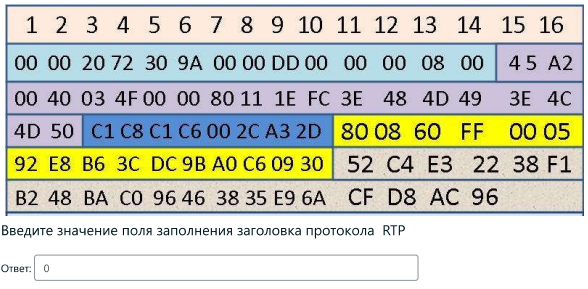 1 2 3 4 5 6 7 8 9 10 11 12 13 14 15 16
00 00 20 72 30 9A 00 00 DD 00 00 00 08 00 45 A2
00 40 03 4F 00 00 80 11 1E FC 3E 48 4D 49 3E 4C
4D 50 C1 C8 C1 C6 00 2C A3 2D 80 08 60 FF 00 05
92 E8 B6 3C DC 9B A0 C6 09 30 52 C4 E3 22 38 F1
B2 48 BA C0 96 46 38 35 E9 6A CF D8 AC 96
Введите значение поля заполнения заголовка протокола RTP
Ответ: 0